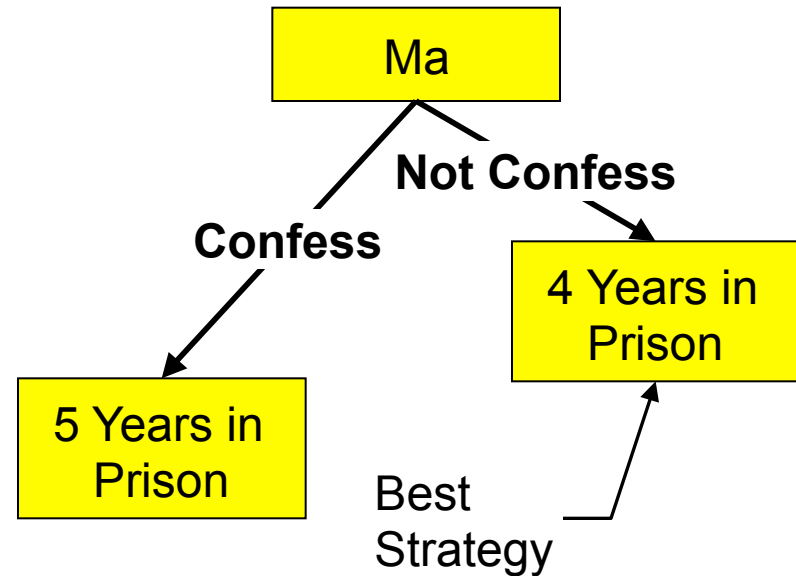 Ma
Not Confess
Confess
4 Years in
Prison
5 Years in
Prison
Best
Strategy